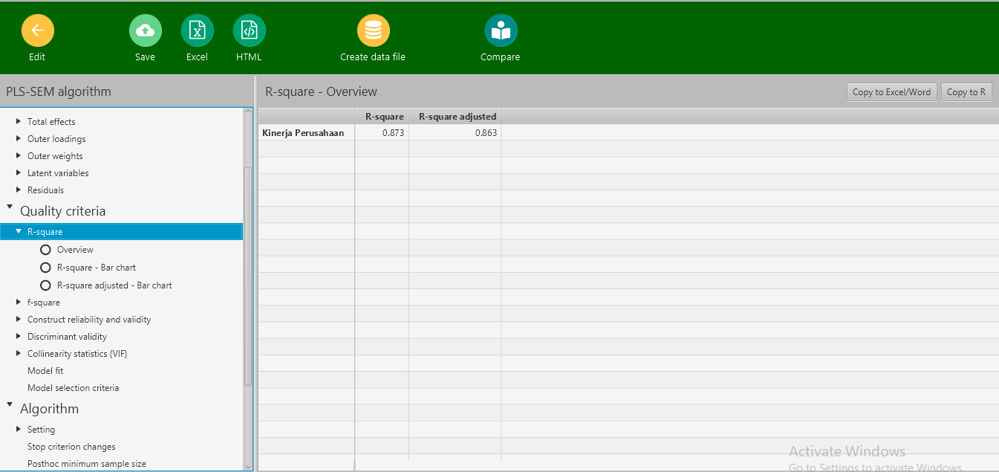 Edit
Save
Excel
HTML
Create data file
Compare
PLS-SEM algorithm
Total effects
Outer loadings
Outer weights
Latent variables
Residuals
Quality criteria
R-square
Overview
R-square - Bar chart
R-square adjusted - Bar chart
f-square
Construct reliability and validity
Discriminant validity
Collinearity statistics (VIF)
Model fit
Model selection criteria
Algorithm
Setting
Stop criterion changes
Posthoc minimum sample size
R-square - Overview
Copy to Excel/Word
Copy to R
R-square R-square adjusted
Kinerja Perusahaan 0.873 0.863
Activate Windows
Go to Settings to activate Windows.